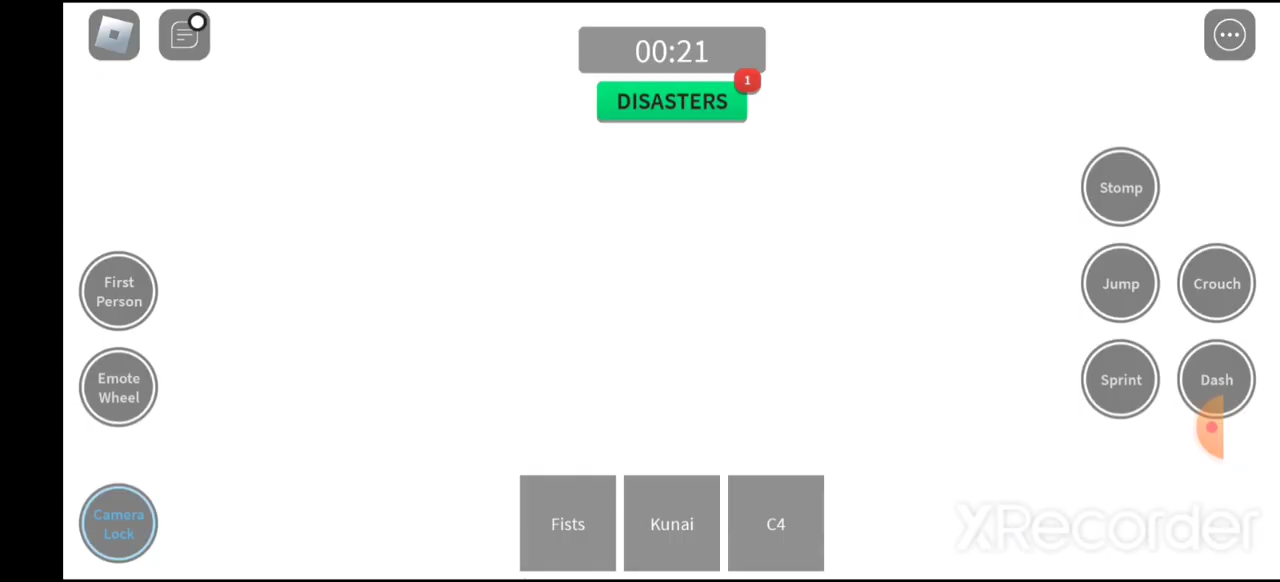 00:21
1
DISASTERS
Stomp
First
Person
Jump
Crouch
Emote
Wheel
Sprint
Dash
Camera
Lock
Fists
Kunai
C4
XRecorder